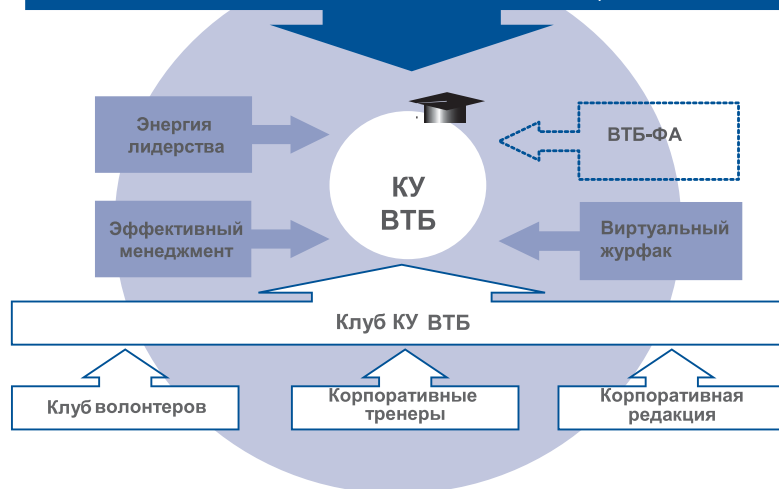 Энергия
лидерства
ВТБ-ФА
КУ
ВТБ
Эффективный
менеджмент
Виртуальный
журфак
Клуб КУ ВТБ
Клуб волонтеров
Корпоративные
тренеры
Корпоративная
редакция